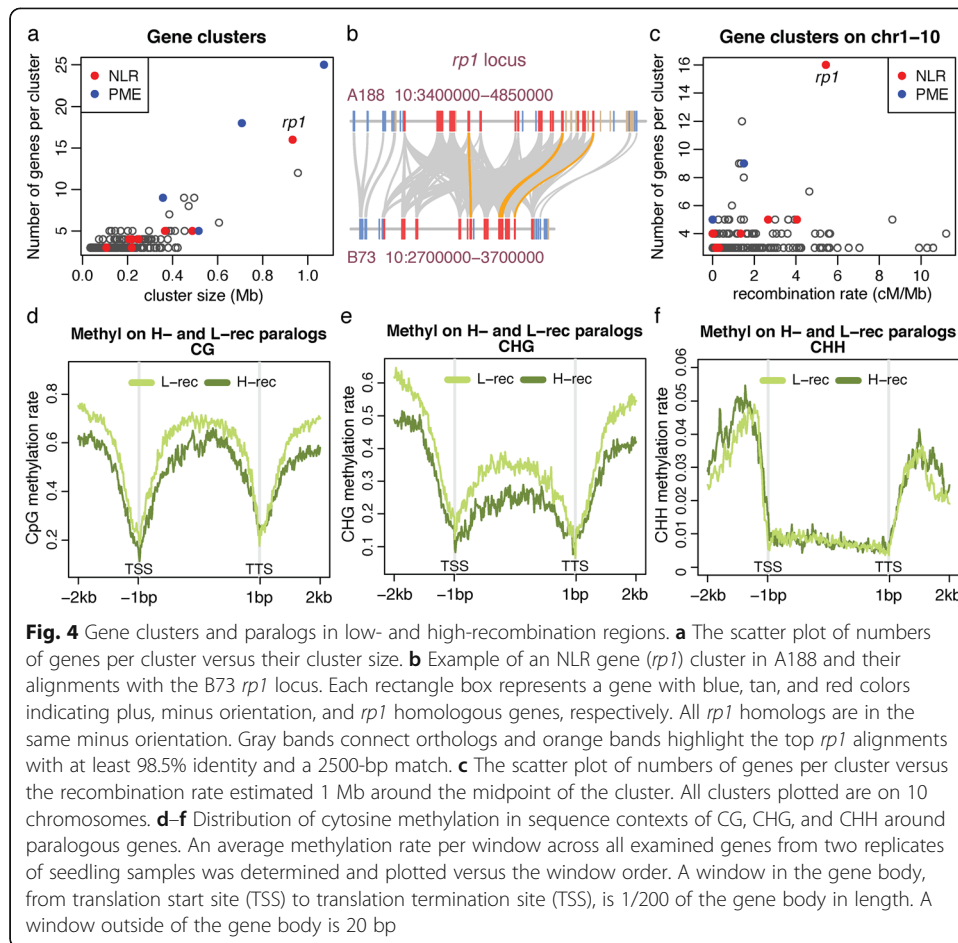 a
Gene clusters
Number of genes per cluster
25
20
15
10
5
NLR
PME
rp1
0.0 0.2 0.4 0.6 0.8 1.0
cluster size (Mb)
b
rp1 locus
A188 10:3400000−4850000
B73 10:2700000−3700000
c
Gene clusters on chr1−10
Number of genes per cluster
16
14
12
10
8
6
4
NLR
PME
rp1
0 2 4 6 8 10
recombination rate (cM/Mb)
d
Methyl on H− and L−rec paralogs
CG
CpG methylation rate
0.8
0.6
0.4
0.2
L−rec H−rec
TSS TTS
−2kb −1bp 1bp 2kb
e
Methyl on H− and L−rec paralogs
CHG
CHG methylation rate
0.6
0.5
0.4
0.3
0.2
0.1
L−rec H−rec
TSS TTS
−2kb −1bp 1bp 2kb
f
Methyl on H− and L−rec paralogs
CHH
CHH methylation rate
0.06
0.05
0.04
0.03
0.02
0.01
0
L−rec H−rec
TSS TTS
−2kb −1bp 1bp 2kb
Fig. 4 Gene clusters and paralogs in low- and high-recombination regions. a The scatter plot of numbers
of genes per cluster versus their cluster size. b Example of an NLR gene (rp1) cluster in A188 and their
alignments with the B73 rp1 locus. Each rectangle box represents a gene with blue, tan, and red colors
indicating plus, minus orientation, and rp1 homologous genes, respectively. All rp1 homologs are in the
same minus orientation. Gray bands connect orthologs and orange bands highlight the top rp1 alignments
with at least 98.5% identity and a 2500-bp match. c The scatter plot of numbers of genes per cluster versus
the recombination rate estimated 1 Mb around the midpoint of the cluster. All clusters plotted are on 10
chromosomes. d–f Distribution of cytosine methylation in sequence contexts of CG, CHG, and CHH around
paralogous genes. An average methylation rate per window across all examined genes from two replicates
of seedling samples was determined and plotted versus the window order. A window in the gene body,
from translation start site (TSS) to translation termination site (TSS), is 1/200 of the gene body in length. A
window outside of the gene body is 20 bp